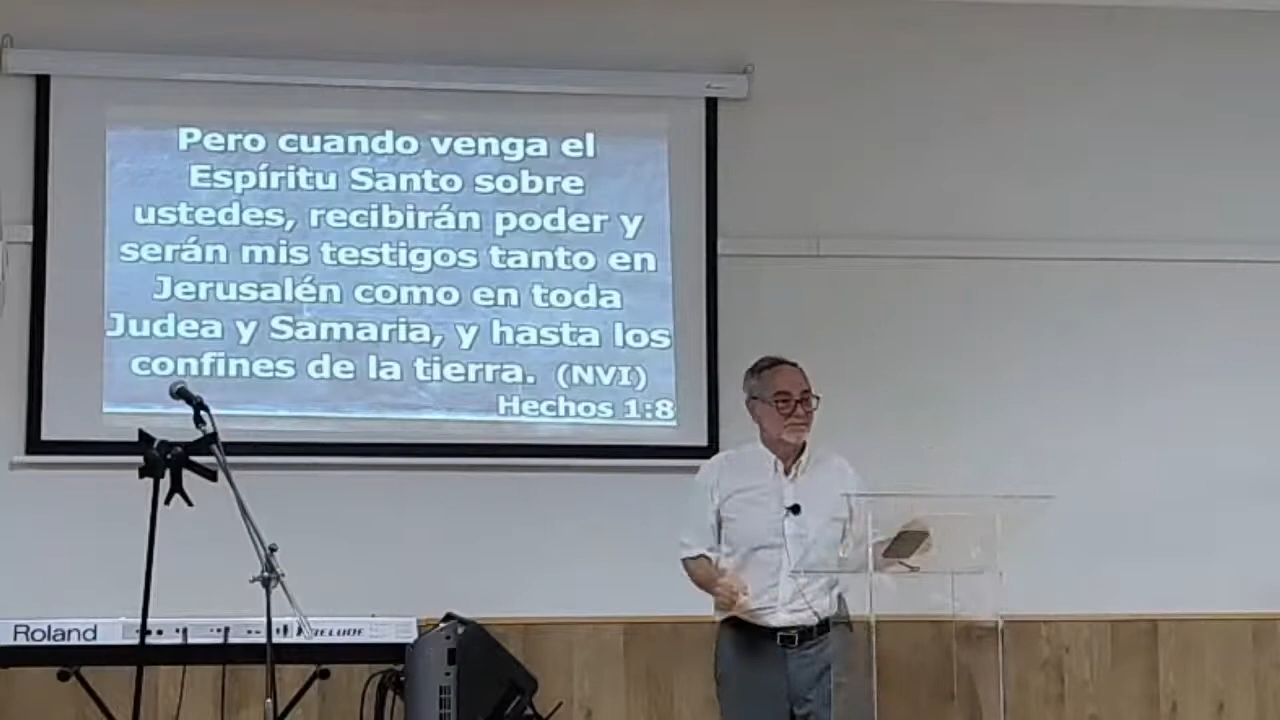 Pero cuando venga el
Espíritu Santo sobre
ustedes, recibirán poder y
serán mis testigos tanto en
Jerusalén como en toda
Judea y Samaria, y hasta los
confines de la tierra. (NVI)
Hechos 1:8
Roland
PRELUDE